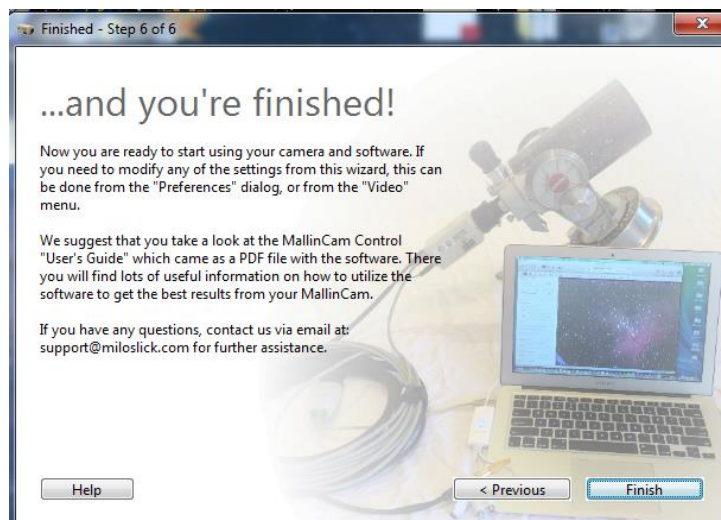 Finished - Step 6 of 6
...and you're finished!
Now you are ready to start using your camera and software. If
you need to modify any of the settings from this wizard, this can
be done from the "Preferences" dialog, or from the "Video"
menu.
We suggest that you take a look at the MallinCam Control
"User's Guide" which came as a PDF file with the software. There
you will find lots of useful information on how to utilize the
software to get the best results from your MallinCam.
If you have any questions, contact us via email at:
support@miloslick.com for further assistance.
Help
< Previous
Finish